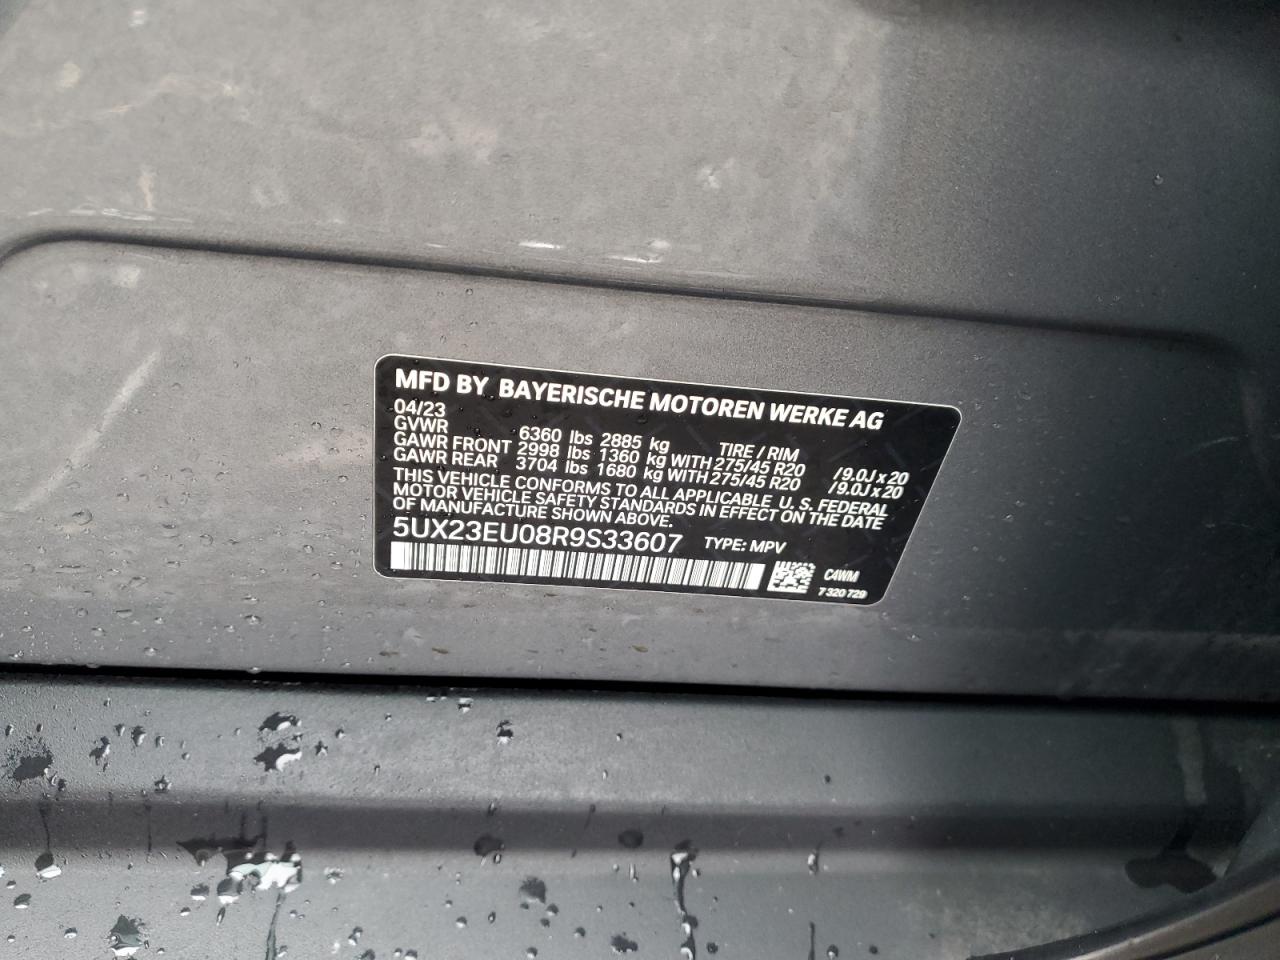 MFD BY BAYERISCHE MOTOREN WERKE AG
04/23
GVWR 6360 lbs 2885 kg TIRE / RIM
GAWR FRONT 2998 lbs 1360 kg WITH 275/45 R20 /9.0J x 20
GAWR REAR 3704 lbs 1680 kg WITH 275/45 R20 /9.0J x 20
THIS VEHICLE CONFORMS TO ALL APPLICABLE U. S. FEDERAL
MOTOR VEHICLE SAFETY STANDARDS IN EFFECT ON THE DATE
OF MANUFACTURE SHOWN ABOVE.
5UX23EU08R9S33607 TYPE: MPV
C4WM
7 320 729